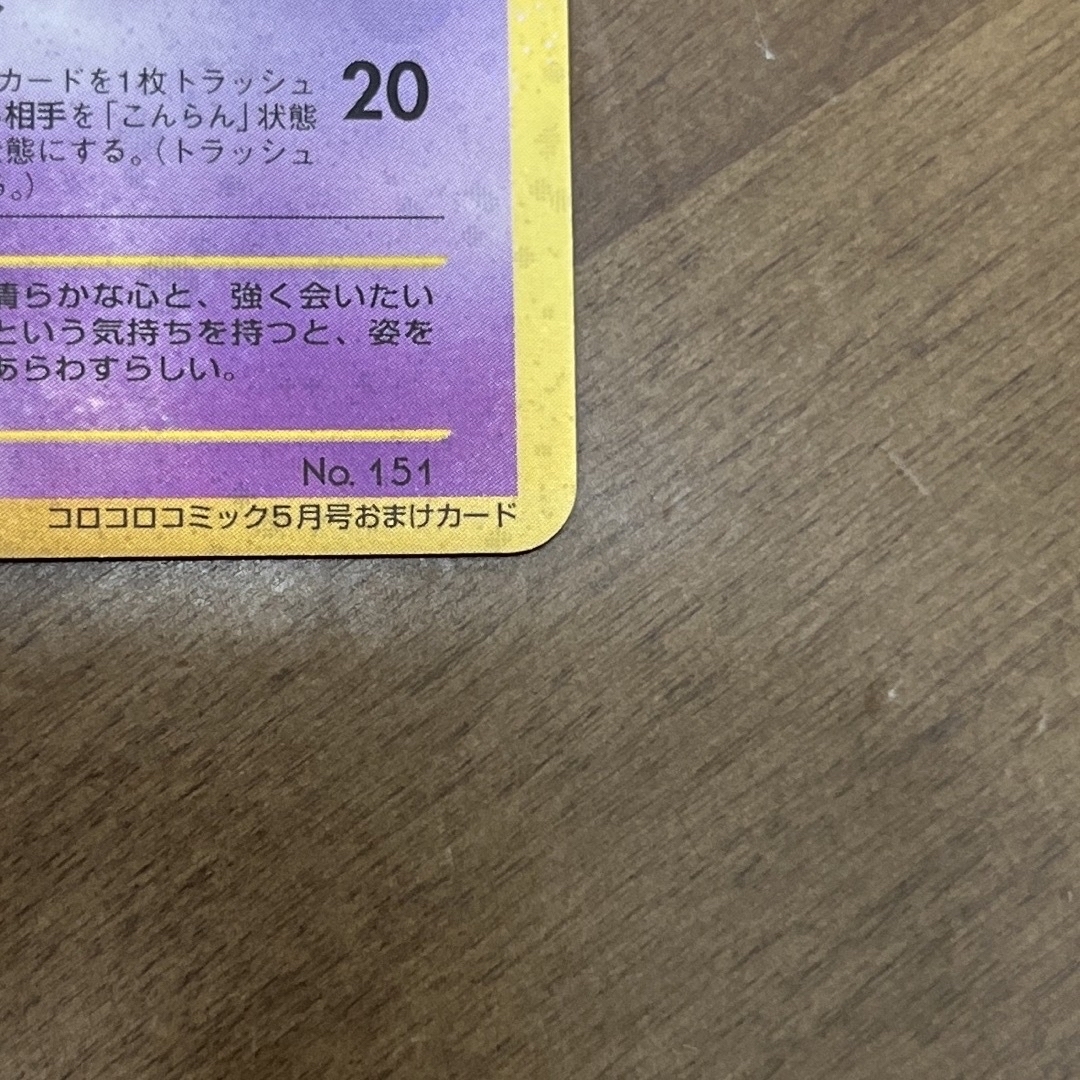 カードを1枚トラッシュ
相手を「こんらん」状態
態にする。(トラッシュ
。)
20
清らかな心と、強く会いたい
という気持ちを持つと、姿を
あらわすらしい。
No. 151
コロコロコミック5月号おまけカード